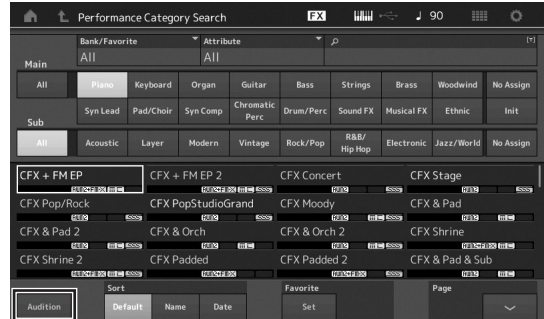 Performance Category Search FX 90
Bank/Favorite Attribute
All All
Main
All Piano Keyboard Organ Guitar Bass Strings Brass Woodwind No Assign
Syn Lead Pad/Choir Syn Comp Chromatic Perc Drum/Perc Sound FX Musical FX Ethnic Init
Sub
All Acoustic Layer Modern Vintage Rock/Pop R&B/ Hip Hop Electronic Jazz/World No Assign
CFX + FM EP CFX + FM EP 2 CFX Concert CFX Stage
CFX Pop/Rock CFX PopStudioGrand CFX Moody CFX & Pad
CFX & Pad 2 CFX & Orch CFX & Orch 2 CFX Shrine
CFX Shrine 2 CFX Padded CFX Padded 2 CFX & Pad & Sub
Sort Favorite Page
Audition Default Name Date Set